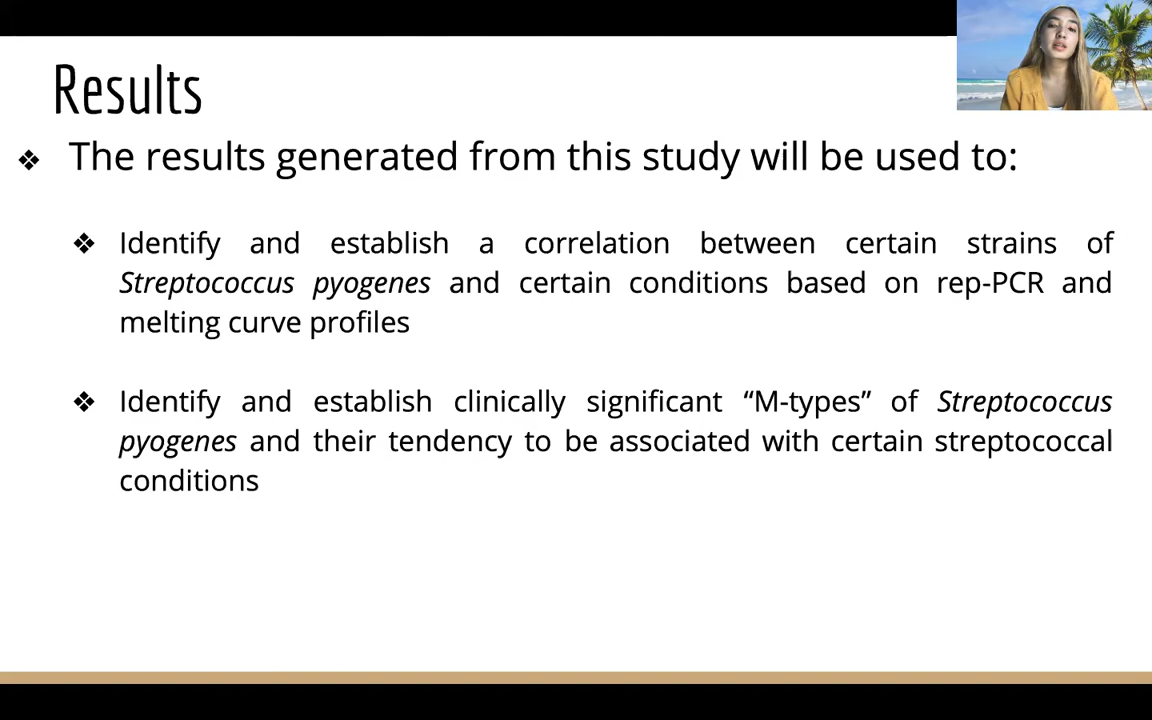 Results
❖ The results generated from this study will be used to:
❖ Identify and establish a correlation between certain strains of
Streptococcus pyogenes and certain conditions based on rep-PCR and
melting curve profiles
❖ Identify and establish clinically significant “M-types” of Streptococcus
pyogenes and their tendency to be associated with certain streptococcal
conditions